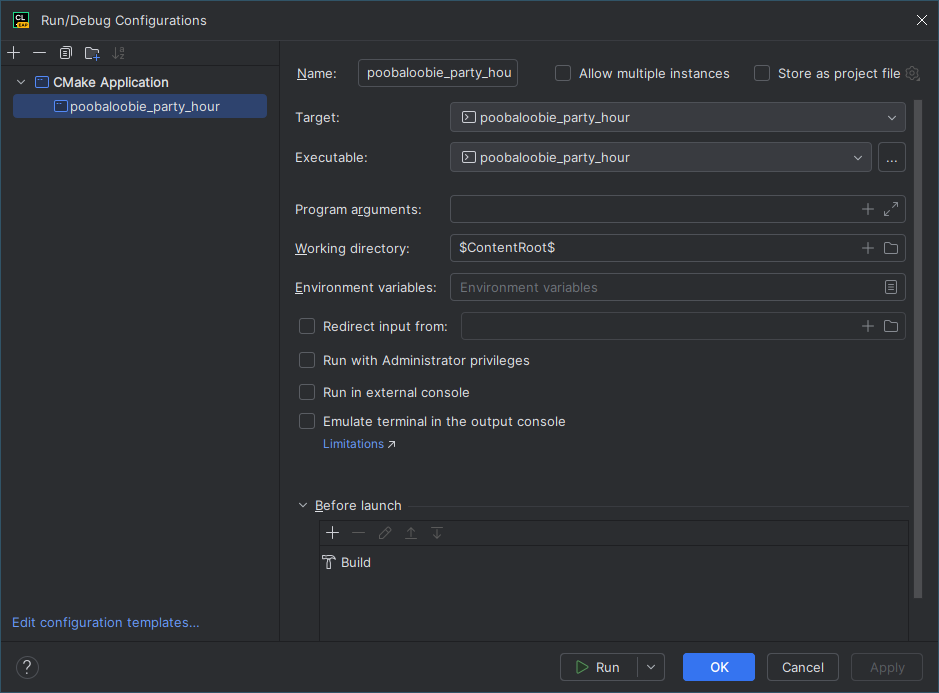 CL
Run/Debug Configurations
CMake Application
poobaloobie_party_hour
Name:
poobaloobie_party_hou
Allow multiple instances
Store as project file
Target:
poobaloobie_party_hour
Executable:
poobaloobie_party_hour
...
Program arguments:
Working directory:
$ContentRoot$
Environment variables:
Environment variables
Redirect input from:
Run with Administrator privileges
Run in external console
Emulate terminal in the output console
Limitations ↗
Before launch
Build
Edit configuration templates...
?
Run
OK
Cancel
Apply